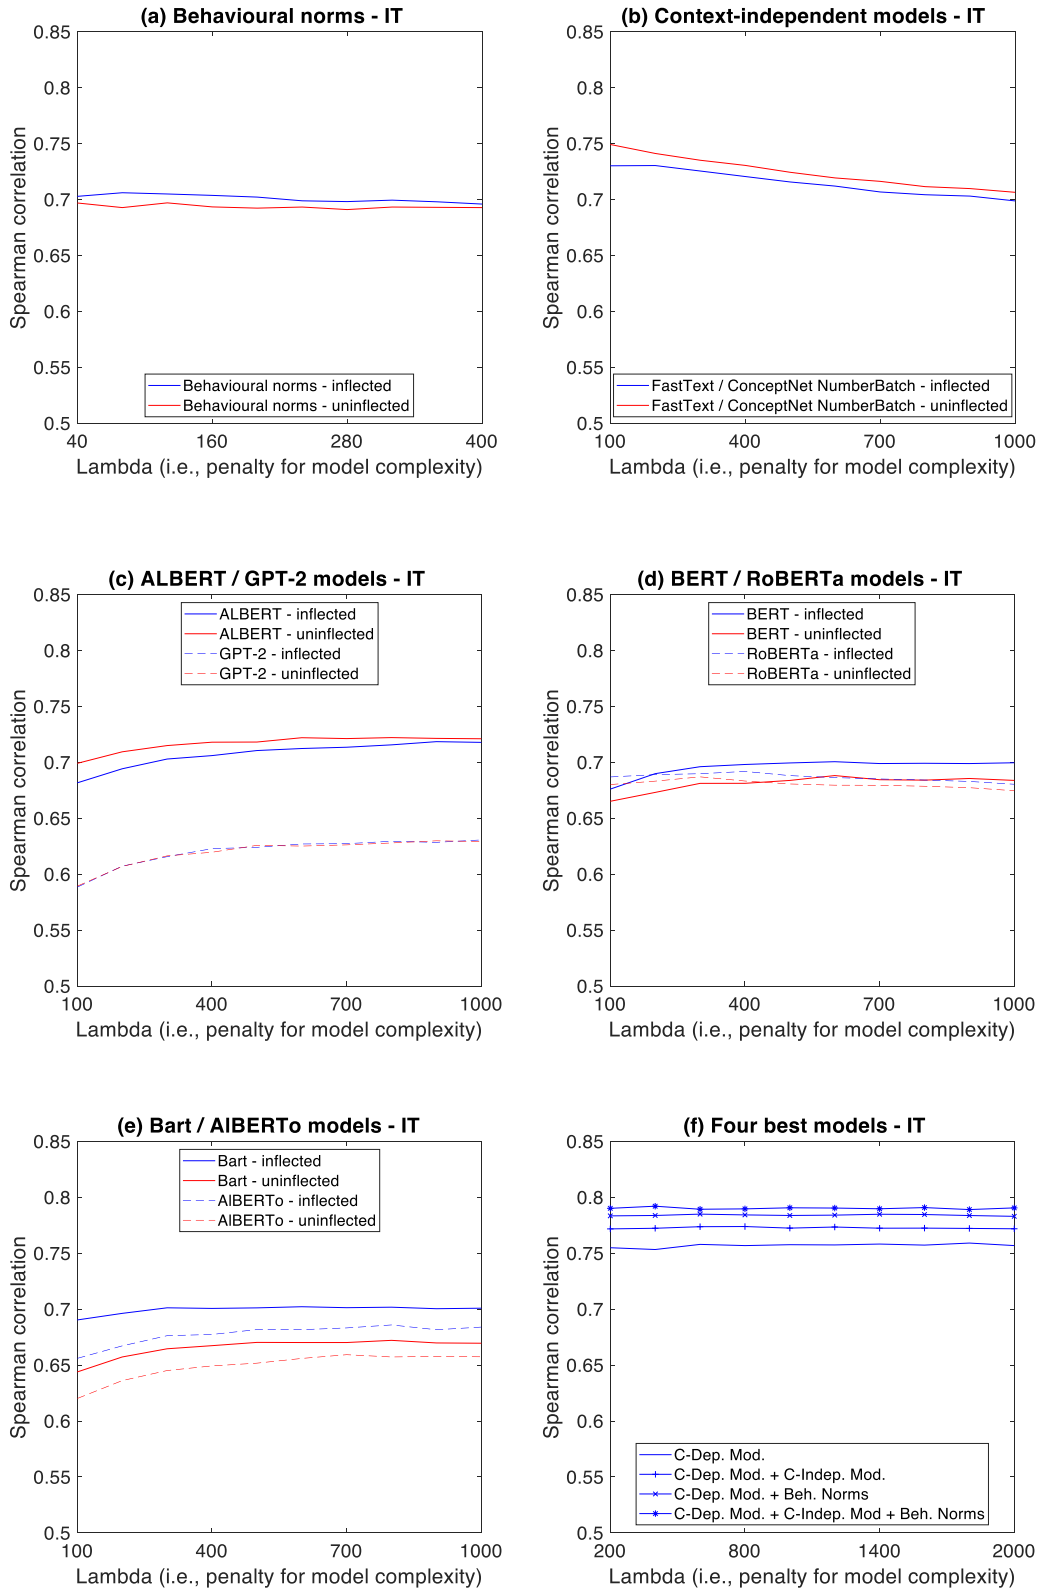 (a) Behavioural norms - IT
0.85
0.8
0.75
0.7
0.65
0.6
0.55
0.5
Spearman correlation
Behavioural norms - inflected
Behavioural norms - uninflected
40 160 280 400
Lambda (i.e., penalty for model complexity)
(b) Context-independent models - IT
0.85
0.8
0.75
0.7
0.65
0.6
0.55
0.5
Spearman correlation
FastText / ConceptNet NumberBatch - inflected
FastText / ConceptNet NumberBatch - uninflected
100 400 700 1000
Lambda (i.e., penalty for model complexity)
(c) ALBERT / GPT-2 models - IT
0.85
0.8
0.75
0.7
0.65
0.6
0.55
0.5
Spearman correlation
ALBERT - inflected
ALBERT - uninflected
GPT-2 - inflected
GPT-2 - uninflected
100 400 700 1000
Lambda (i.e., penalty for model complexity)
(d) BERT / RoBERTa models - IT
0.85
0.8
0.75
0.7
0.65
0.6
0.55
0.5
Spearman correlation
BERT - inflected
BERT - uninflected
RoBERTa - inflected
RoBERTa - uninflected
100 400 700 1000
Lambda (i.e., penalty for model complexity)
(e) Bart / AlBERTo models - IT
0.85
0.8
0.75
0.7
0.65
0.6
0.55
0.5
Spearman correlation
Bart - inflected
Bart - uninflected
AlBERTo - inflected
AlBERTo - uninflected
100 400 700 1000
Lambda (i.e., penalty for model complexity)
(f) Four best models - IT
0.85
0.8
0.75
0.7
0.65
0.6
0.55
0.5
Spearman correlation
C-Dep. Mod.
C-Dep. Mod. + C-Indep. Mod.
C-Dep. Mod. + Beh. Norms
C-Dep. Mod. + C-Indep. Mod + Beh. Norms
200 800 1400 2000
Lambda (i.e., penalty for model complexity)